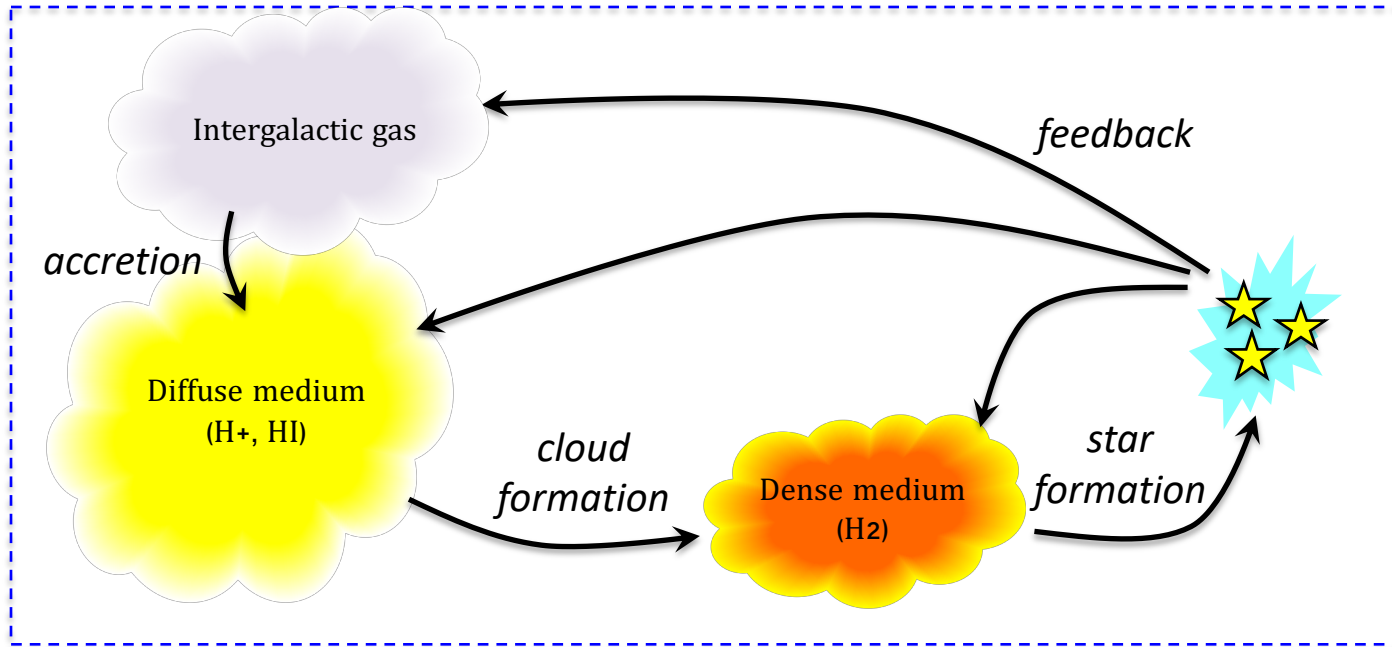 Intergalactic gas
feedback
accretion
Diffuse medium
(H+, HI)
cloud
formation
Dense medium
(H2)
star
formation